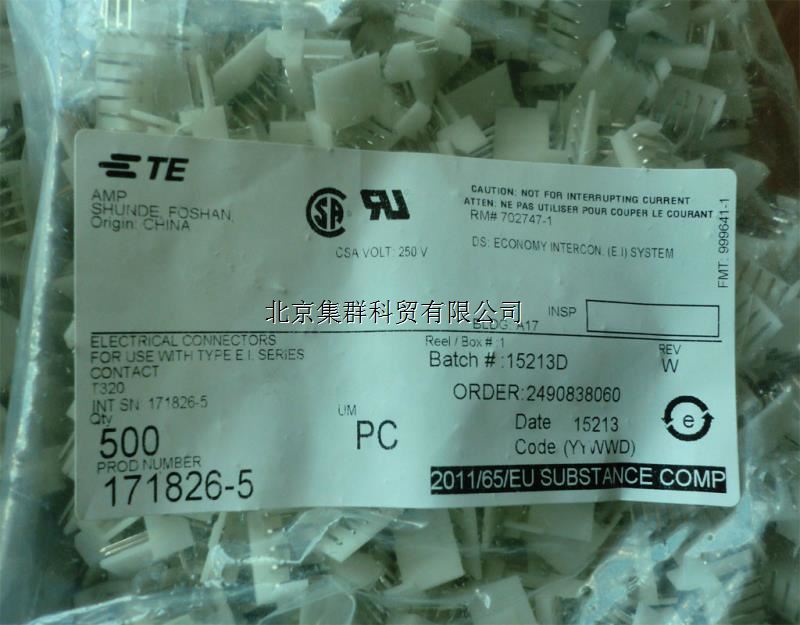 TE
AMP
SHUNDE, FOSHAN,
Origin: CHINA
SA
CSA VOLT: 250 V
CAUTION: NOT FOR INTERRUPTING CURRENT
ATTEN: NE PAS UTILISER POUR COUPER LE COURANT
RM# 702747-1
DS: ECONOMY INTERCON. (E.I) SYSTEM
FMT: 999641-1
北京集群科贸有限公司
BLDG: A17
INSP
ELECTRICAL CONNECTORS
FOR USE WITH TYPE E.I. SERIES
CONTACT
T320
INT SN 171826-5
Reel / Box # :1
Batch # :15213D
REV
W
ORDER:2490838060
Qty
500
UM
PC
Date 15213
Code (YYWWD)
e
PROD NUMBER
171826-5
2011/65/EU SUBSTANCE COMP